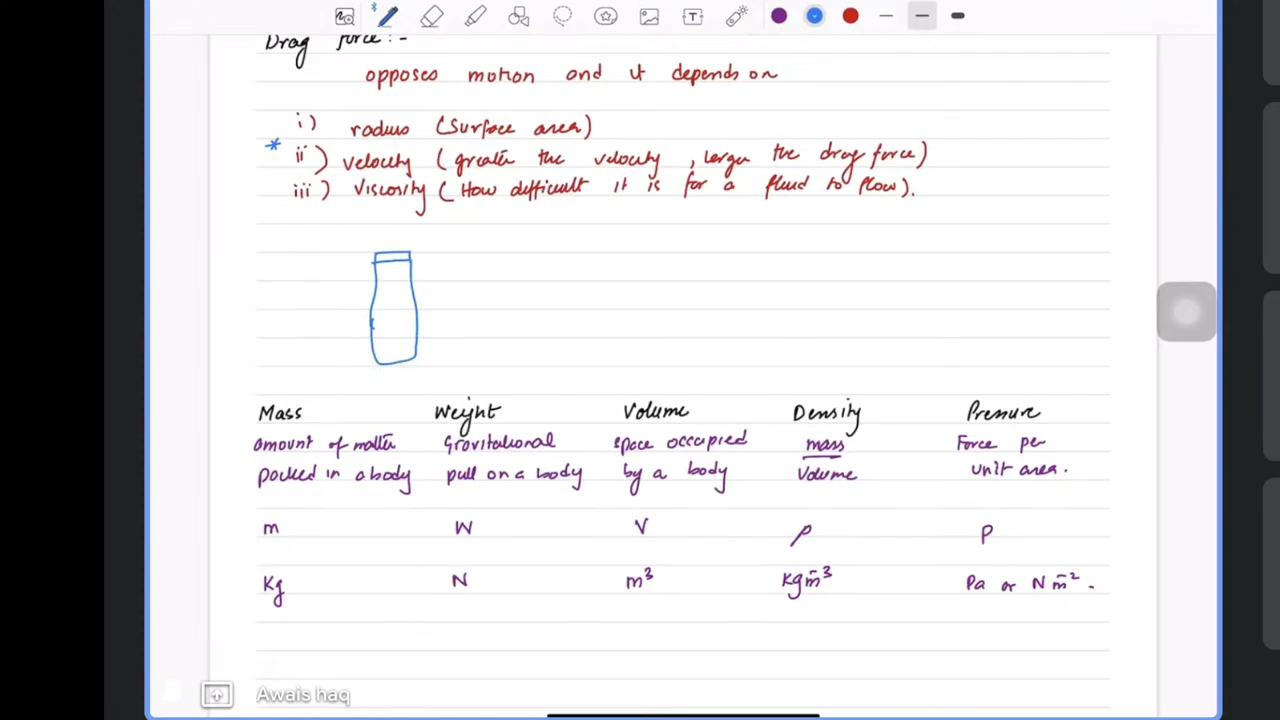 Drag force :-
opposes motion and it depends on
i) radius (Surface area)
* ii) velocity (greater the velocity, larger the drag force)
iii) Viscosity (How difficult it is for a fluid to flow).
Mass Weight Volume Density Pressure
amount of matter Gravitational space occupied mass Force per
packed in a body pull on a body by a body Volume unit area.
m W V ρ P
Kg N m³ Kgm⁻³ Pa or Nm⁻².
Awais haq